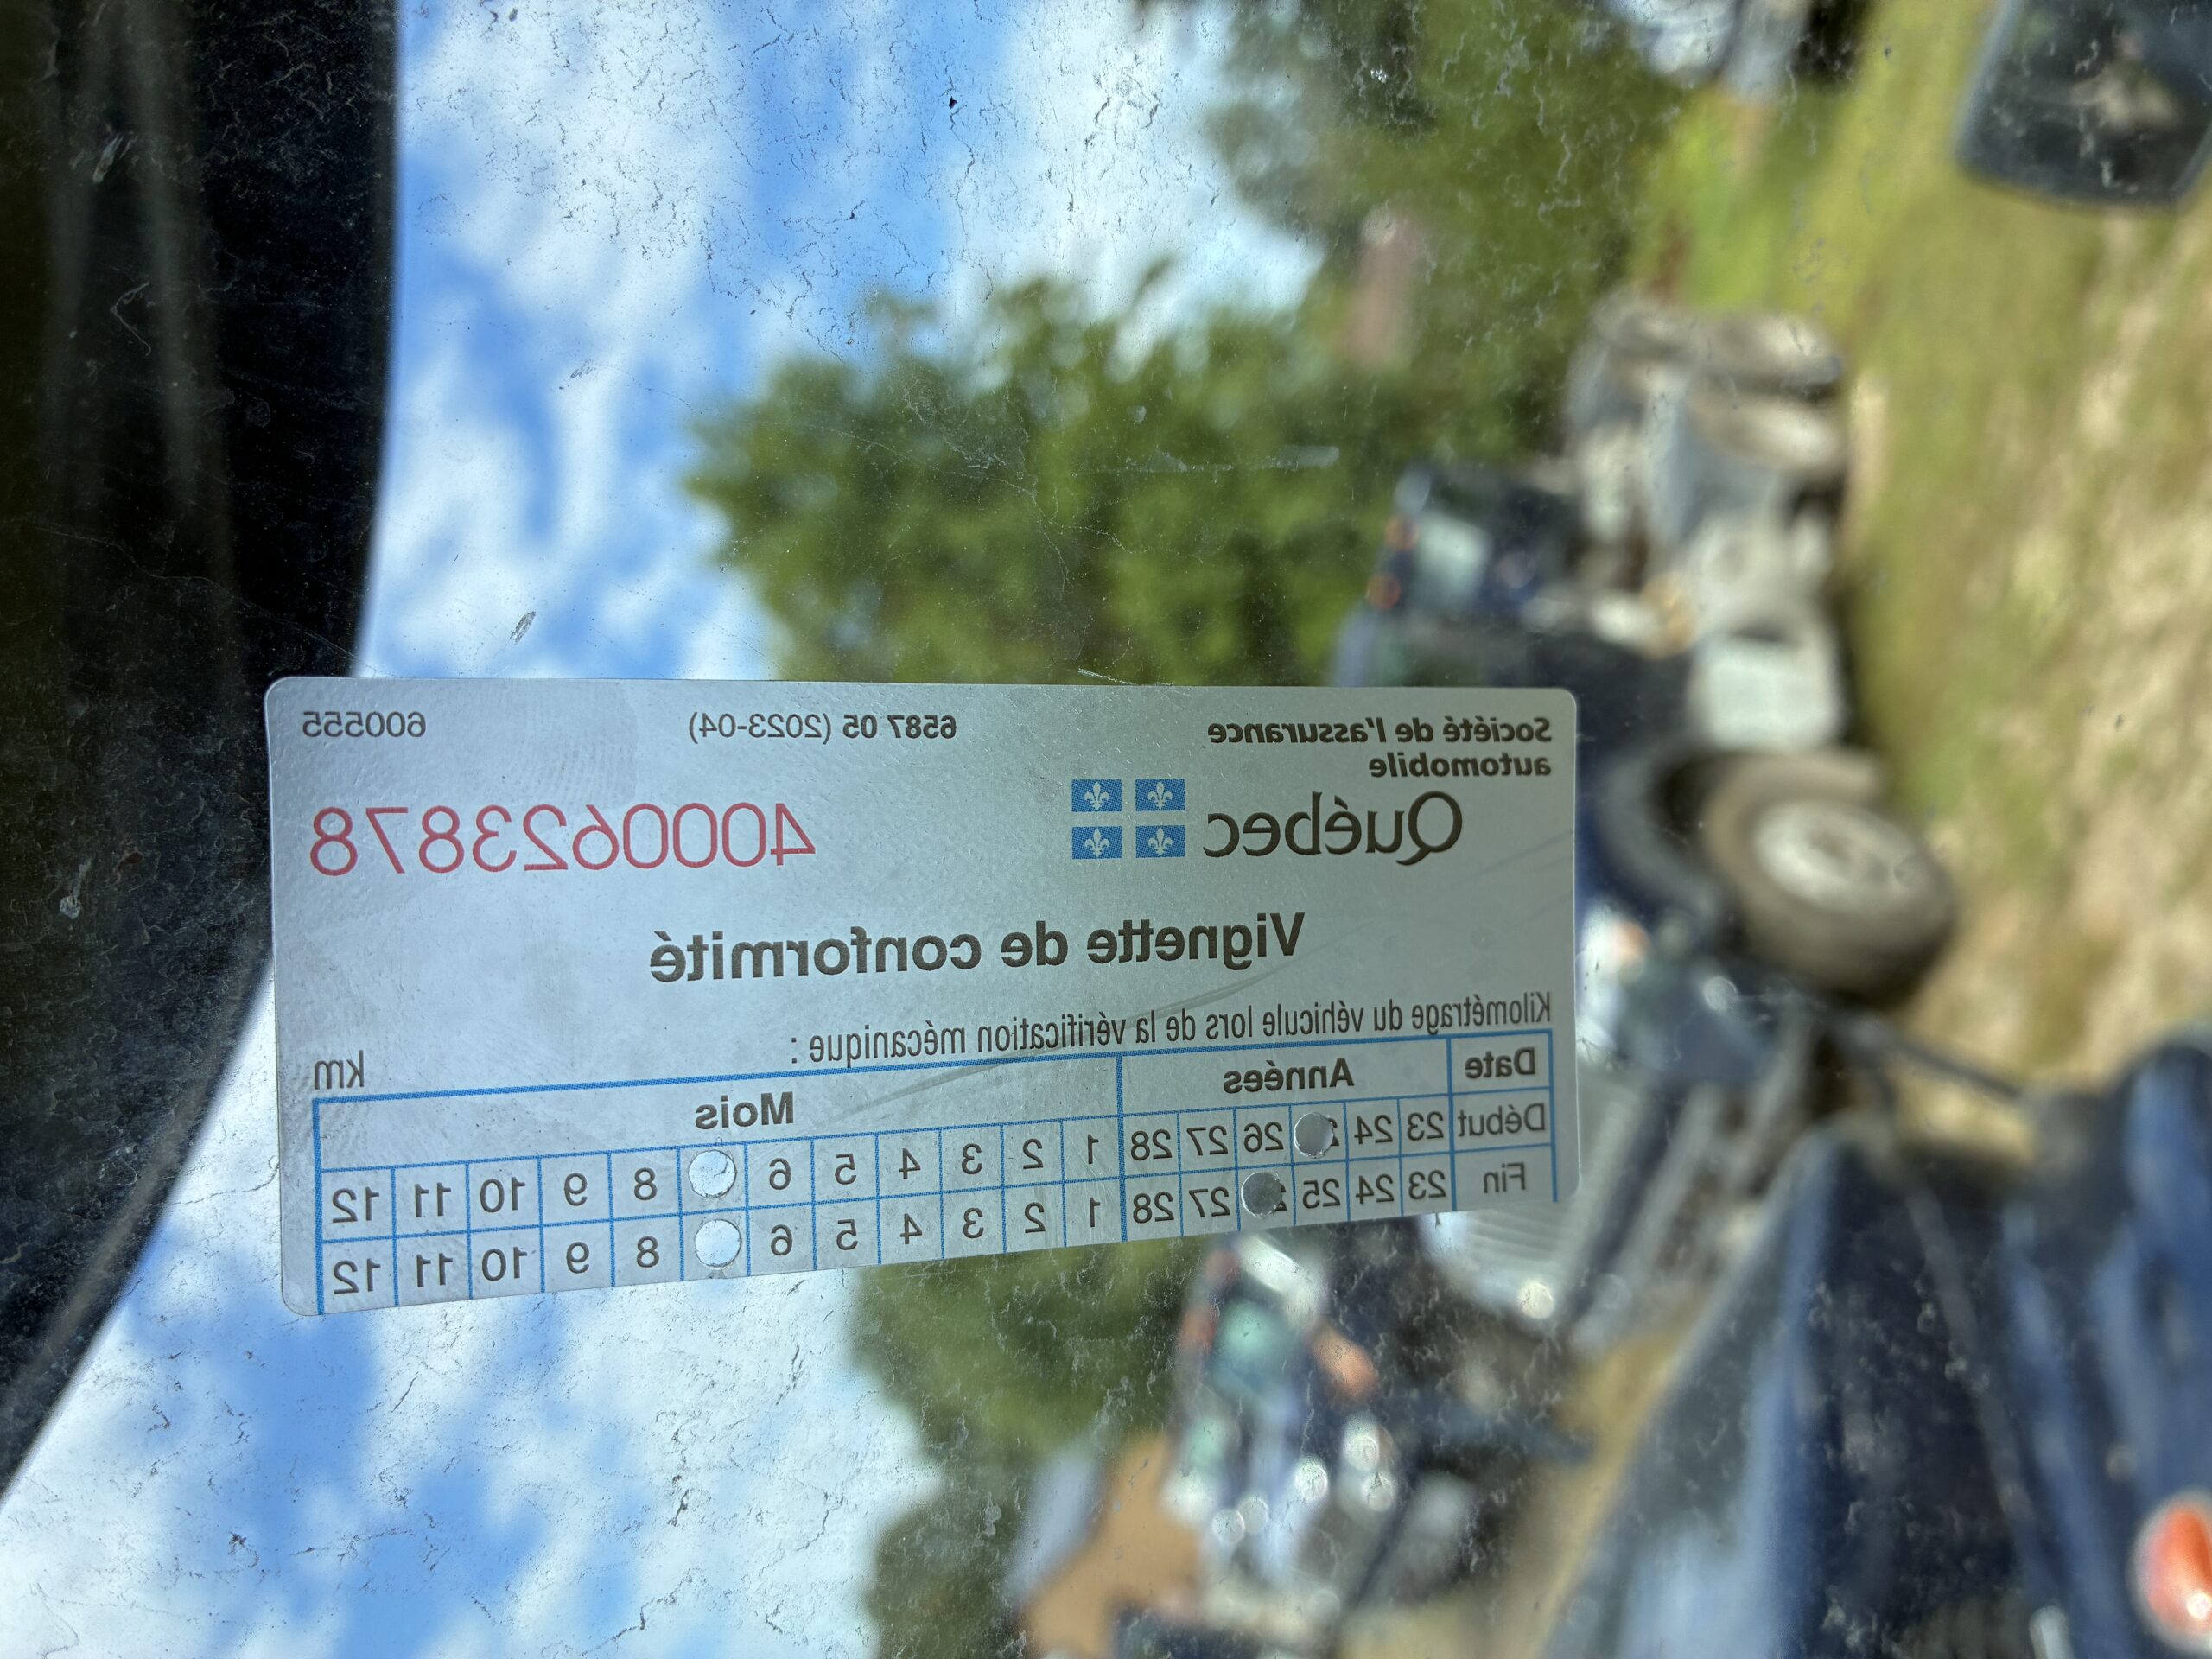 Société de l'assurance
automobile
Québec
6587 05 (2023-04)
600555
4000623878
Vignette de conformité
Kilométrage du véhicule lors de la vérification mécanique : km
Date Années Mois
Début 23 24 26 27 28 1 2 3 4 5 6 8 9 10 11 12
Fin 23 24 25 27 28 1 2 3 4 5 6 8 9 10 11 12